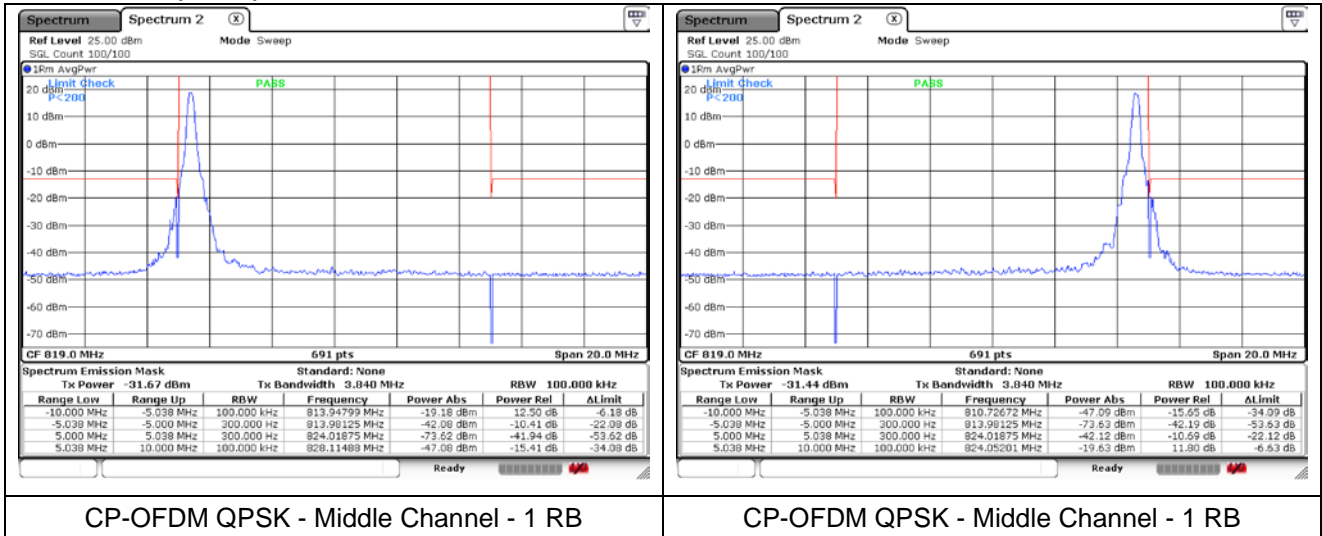 Spectrum Spectrum 2 X
Ref Level 25.00 dBm Mode Sweep
SGL Count 100/100
1Rm AvgPwr
Limit Check PASS
20 dBm
P<200
10 dBm
0 dBm
-10 dBm
-20 dBm
-30 dBm
-40 dBm
-50 dBm
-60 dBm
-70 dBm
CF 819.0 MHz 691 pts Span 20.0 MHz
Spectrum Emission Mask Standard: None
Tx Power -31.67 dBm Tx Bandwidth 3.840 MHz RBW 100.000 kHz
Range Low Range Up RBW Frequency Power Abs Power Rel ΔLimit
-10.000 MHz -5.038 MHz 100.000 kHz 813.94799 MHz -19.18 dBm 12.50 dB -6.18 dB
-5.038 MHz -5.000 MHz 300.000 Hz 813.98125 MHz -42.08 dBm -10.41 dB -22.08 dB
5.000 MHz 5.038 MHz 300.000 Hz 824.01875 MHz -73.62 dBm -41.94 dB -53.62 dB
5.038 MHz 10.000 MHz 100.000 kHz 828.11488 MHz -47.08 dBm -15.41 dB -34.08 dB
Ready
CP-OFDM QPSK - Middle Channel - 1 RB
Spectrum Spectrum 2 X
Ref Level 25.00 dBm Mode Sweep
SGL Count 100/100
1Rm AvgPwr
Limit Check PASS
20 dBm
P<200
10 dBm
0 dBm
-10 dBm
-20 dBm
-30 dBm
-40 dBm
-50 dBm
-60 dBm
-70 dBm
CF 819.0 MHz 691 pts Span 20.0 MHz
Spectrum Emission Mask Standard: None
Tx Power -31.44 dBm Tx Bandwidth 3.840 MHz RBW 100.000 kHz
Range Low Range Up RBW Frequency Power Abs Power Rel ΔLimit
-10.000 MHz -5.038 MHz 100.000 kHz 810.72672 MHz -47.09 dBm -15.65 dB -34.09 dB
-5.038 MHz -5.000 MHz 300.000 Hz 813.98125 MHz -73.63 dBm -42.19 dB -53.63 dB
5.000 MHz 5.038 MHz 300.000 Hz 824.01875 MHz -42.12 dBm -10.69 dB -22.12 dB
5.038 MHz 10.000 MHz 100.000 kHz 824.05201 MHz -19.63 dBm 11.80 dB -6.63 dB
Ready
CP-OFDM QPSK - Middle Channel - 1 RB